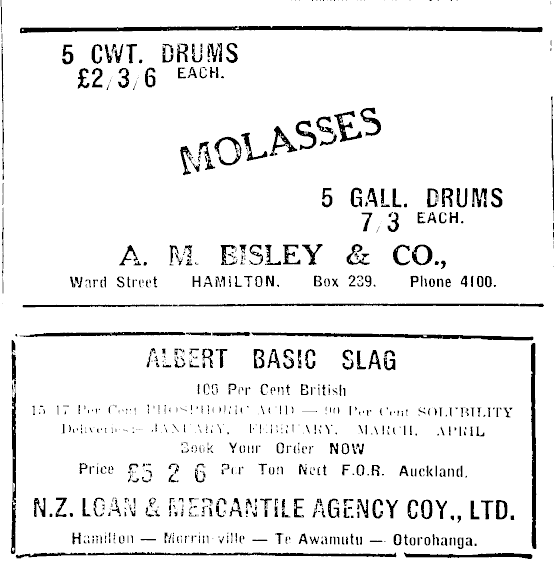 5 CWT. DRUMS
£2/3/6 EACH.
MOLASSES
5 GALL. DRUMS
7/3 EACH.
A. M. BISLEY & CO.,
Ward Street HAMILTON. Box 239. Phone 4100.
ALBERT BASIC SLAG
100 Per Cent British
15-17 Per Cent PHOSPHORIC ACID — 90 Per Cent SOLUBILITY
Deliveries:— JANUARY, FEBRUARY, MARCH, APRIL
Book Your Order NOW
Price £5 2 6 Per Ton Nett F.O.R. Auckland.
N.Z. LOAN & MERCANTILE AGENCY COY., LTD.
Hamilton — Morrinsville — Te Awamutu — Otorohanga.